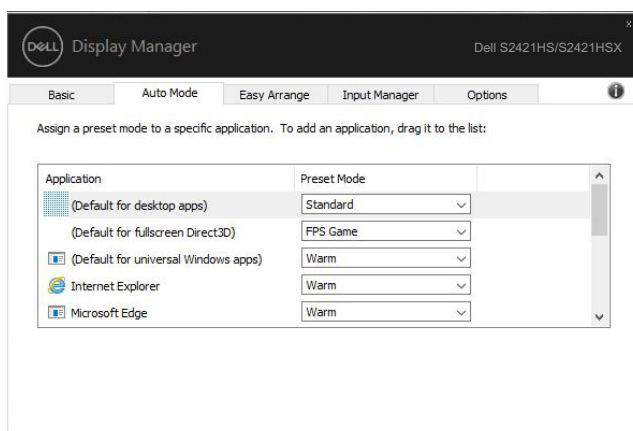 DELL Display Manager Dell S2421HS/S2421HSX
x
Basic Auto Mode Easy Arrange Input Manager Options i
Assign a preset mode to a specific application. To add an application, drag it to the list:
Application Preset Mode
(Default for desktop apps) Standard
(Default for fullscreen Direct3D) FPS Game
(Default for universal Windows apps) Warm
Internet Explorer Warm
Microsoft Edge Warm